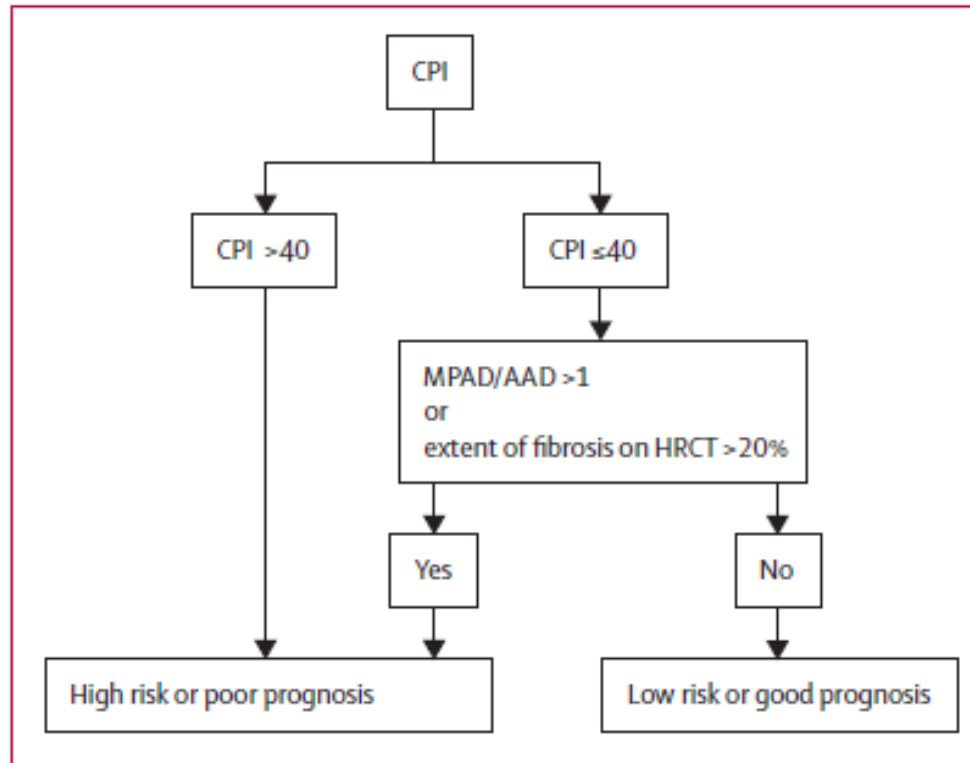 CPI
CPI >40
CPI ≤40
MPAD/AAD >1
or
extent of fibrosis on HRCT >20%
Yes
No
High risk or poor prognosis
Low risk or good prognosis